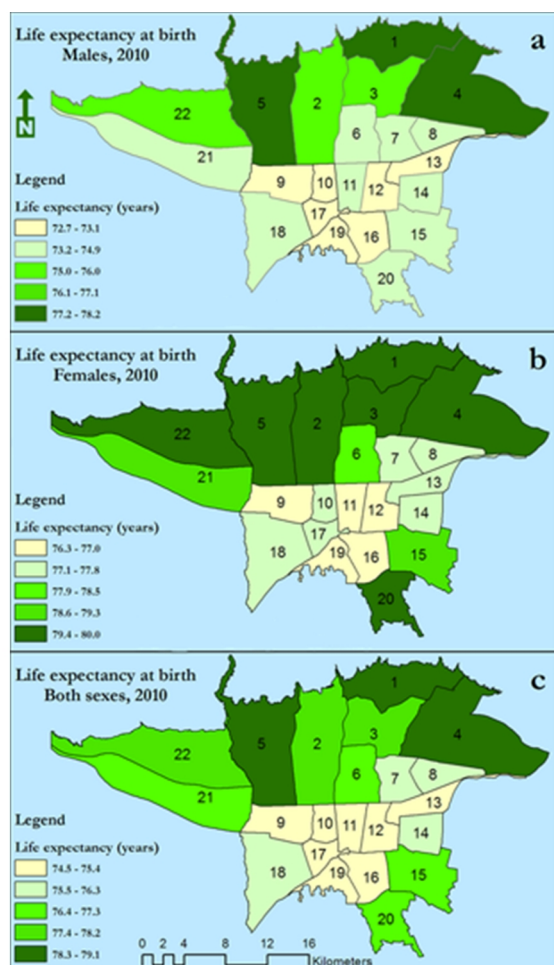 Life expectancy at birth
Males, 2010
a
N
1
2
3
4
5
6
7
8
9
10
11
12
13
14
15
16
17
18
19
20
21
22
Legend
Life expectancy (years)
72.7 - 73.1
73.2 - 74.9
75.0 - 76.0
76.1 - 77.1
77.2 - 78.2
Life expectancy at birth
Females, 2010
b
1
2
3
4
5
6
7
8
9
10
11
12
13
14
15
16
17
18
19
20
21
22
Legend
Life expectancy (years)
76.3 - 77.0
77.1 - 77.8
77.9 - 78.5
78.6 - 79.3
79.4 - 80.0
Life expectancy at birth
Both sexes, 2010
c
1
2
3
4
5
6
7
8
9
10
11
12
13
14
15
16
17
18
19
20
21
22
Legend
Life expectancy (years)
74.5 - 75.4
75.5 - 76.3
76.4 - 77.3
77.4 - 78.2
78.3 - 79.1
0 2 4 8 12 16
Kilometers